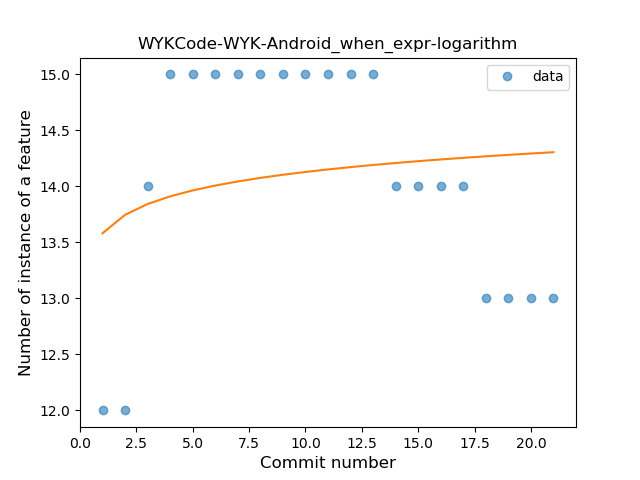 WYKCode-WYK-Android_when_expr-logarithm
data
Number of instance of a feature
15.0
14.5
14.0
13.5
13.0
12.5
12.0
0.0 2.5 5.0 7.5 10.0 12.5 15.0 17.5 20.0
Commit number